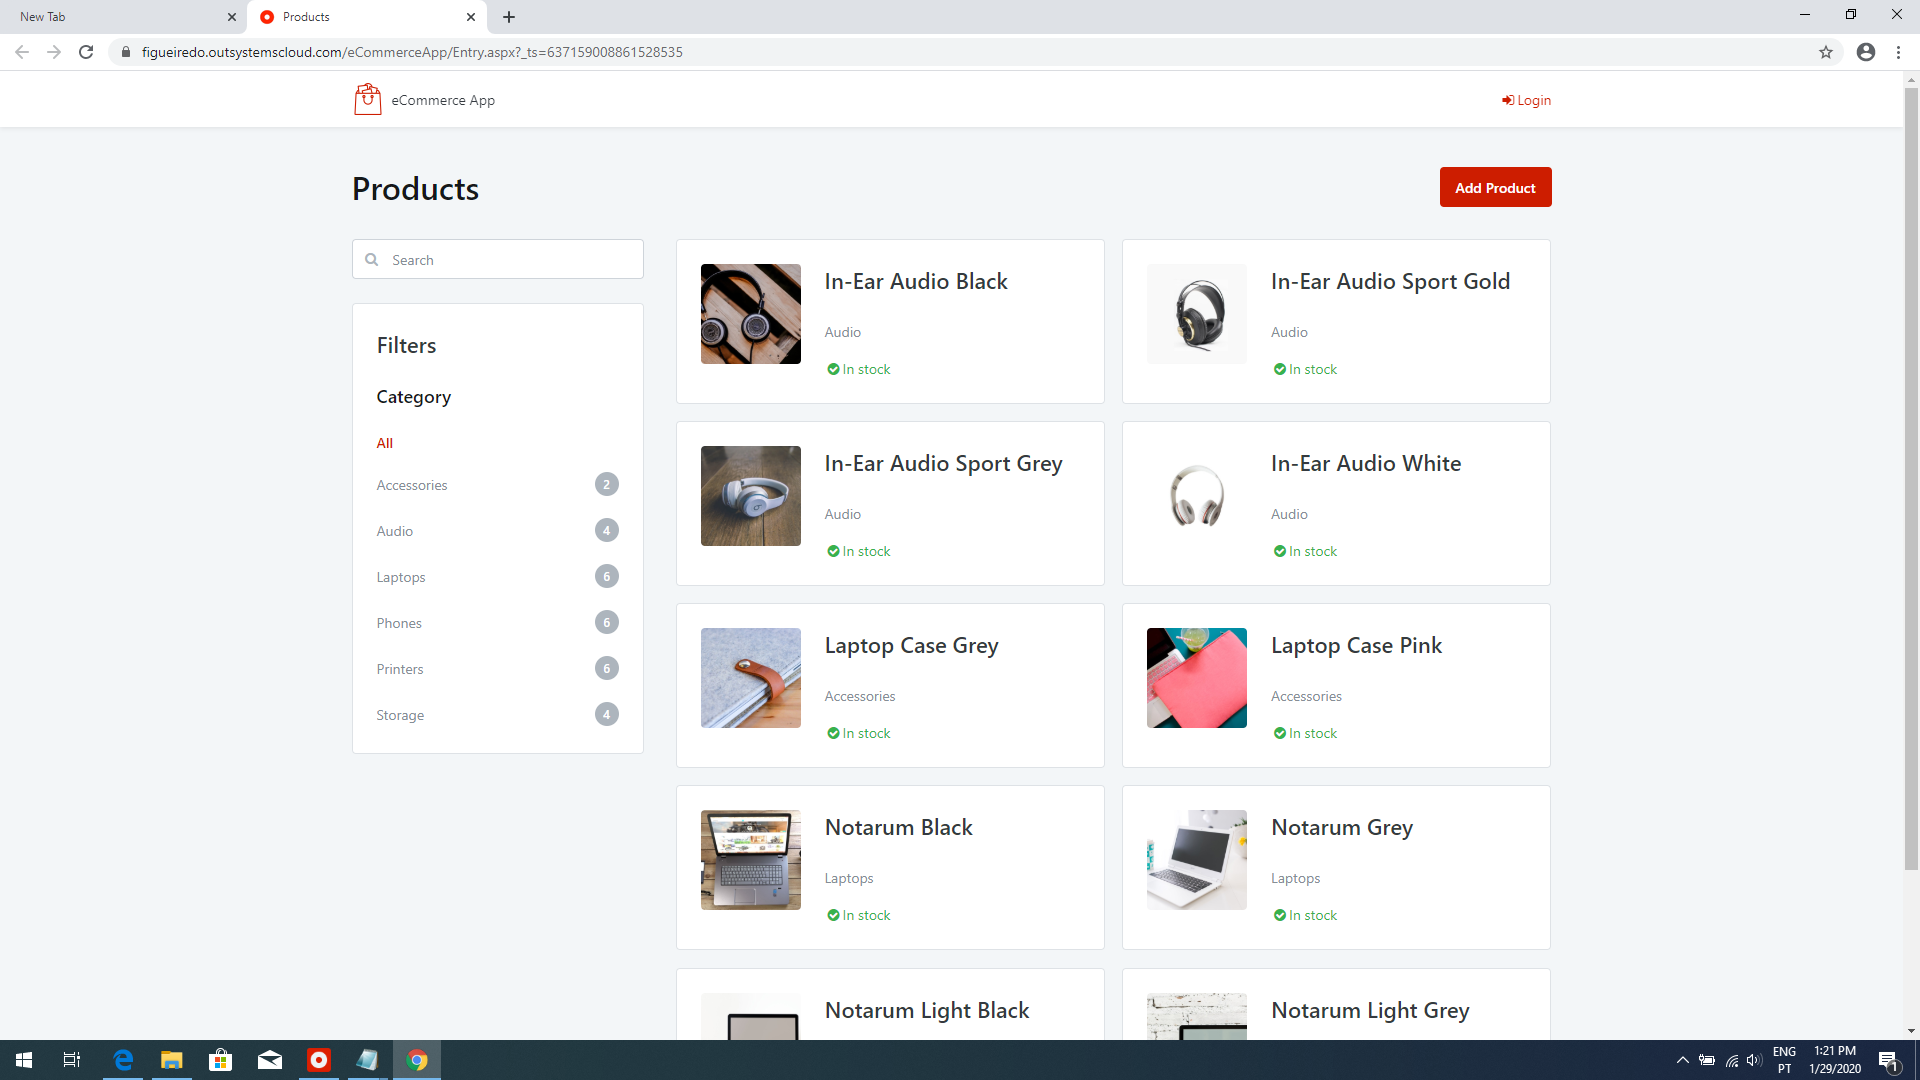 New Tab
Products
figueiredo.outsystemscloud.com/eCommerceApp/Entry.aspx?_ts=637159008861528535
eCommerce App
Login
Products
Add Product
Search
Filters
Category
All
Accessories 2
Audio 4
Laptops 6
Phones 6
Printers 6
Storage 4
In-Ear Audio Black
Audio
In stock
In-Ear Audio Sport Gold
Audio
In stock
In-Ear Audio Sport Grey
Audio
In stock
In-Ear Audio White
Audio
In stock
Laptop Case Grey
Accessories
In stock
Laptop Case Pink
Accessories
In stock
Notarum Black
Laptops
In stock
Notarum Grey
Laptops
In stock
Notarum Light Black
Notarum Light Grey
ENG
PT
1:21 PM
1/29/2020
1